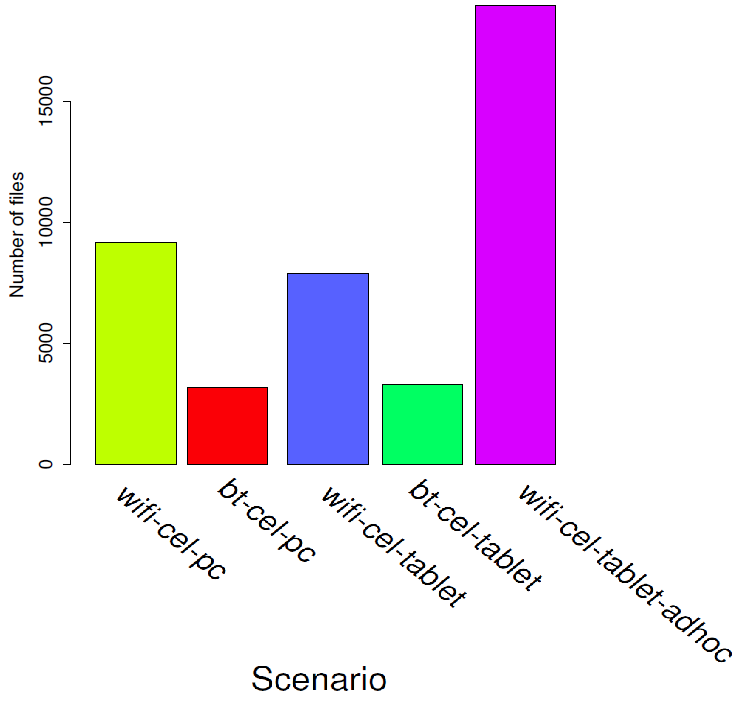 15000
10000
5000
0
Number of files
wifi-cel-pc
bt-cel-pc
wifi-cel-tablet
bt-cel-tablet
wifi-cel-tablet-adhoc
Scenario